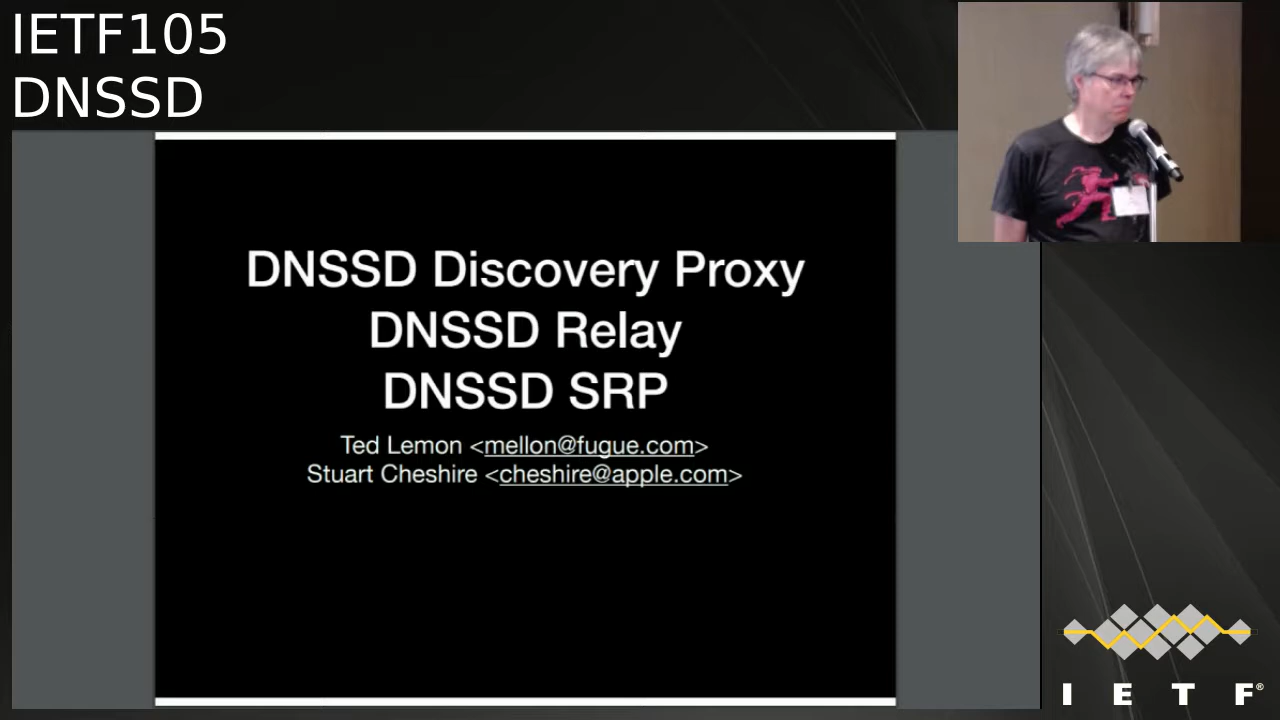 IETF105
DNSSD
DNSSD Discovery Proxy
DNSSD Relay
DNSSD SRP
Ted Lemon <mellon@fugue.com>
Stuart Cheshire <cheshire@apple.com>
I E T F®